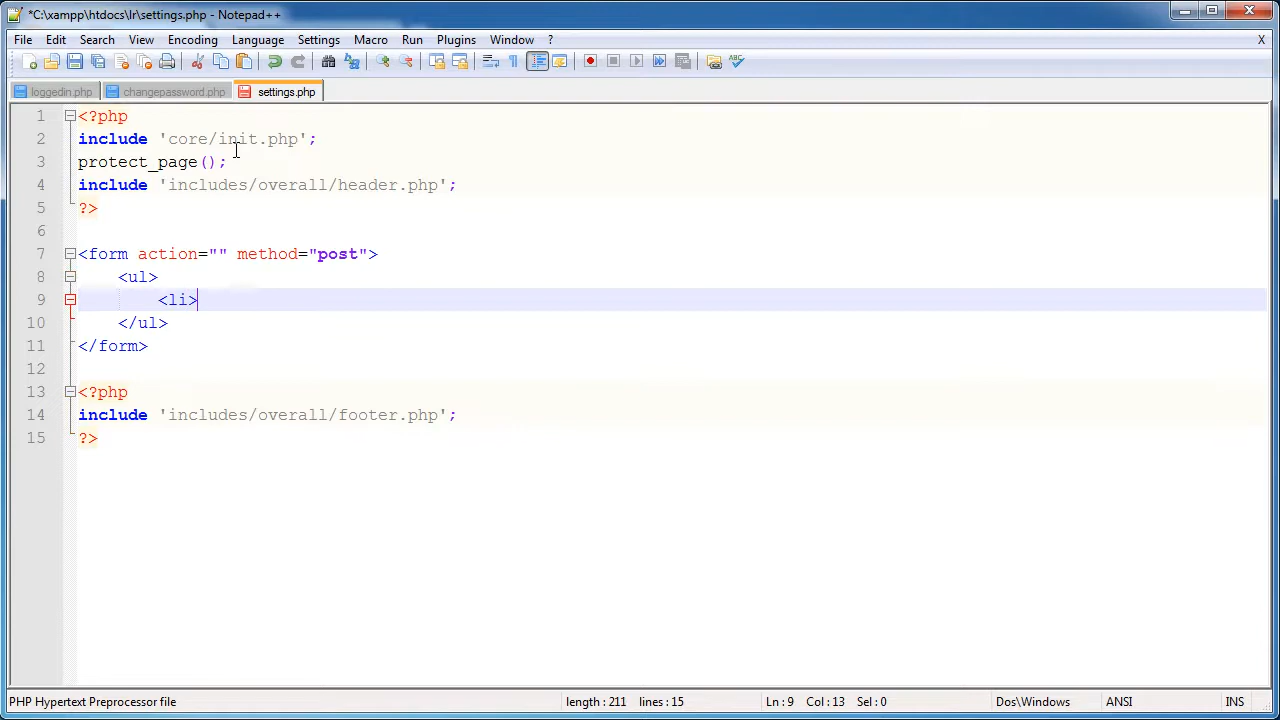 *C:\xampp\htdocs\lr\settings.php - Notepad++
File Edit Search View Encoding Language Settings Macro Run Plugins Window ? X
loggedin.php changepassword.php settings.php
1 <?php
2 include 'core/init.php';
3 protect_page();
4 include 'includes/overall/header.php';
5 ?>
6
7 <form action="" method="post">
8 <ul>
9 <li>
10 </ul>
11 </form>
12
13 <?php
14 include 'includes/overall/footer.php';
15 ?>
PHP Hypertext Preprocessor file length : 211 lines : 15 Ln : 9 Col : 13 Sel : 0 Dos\Windows ANSI INS